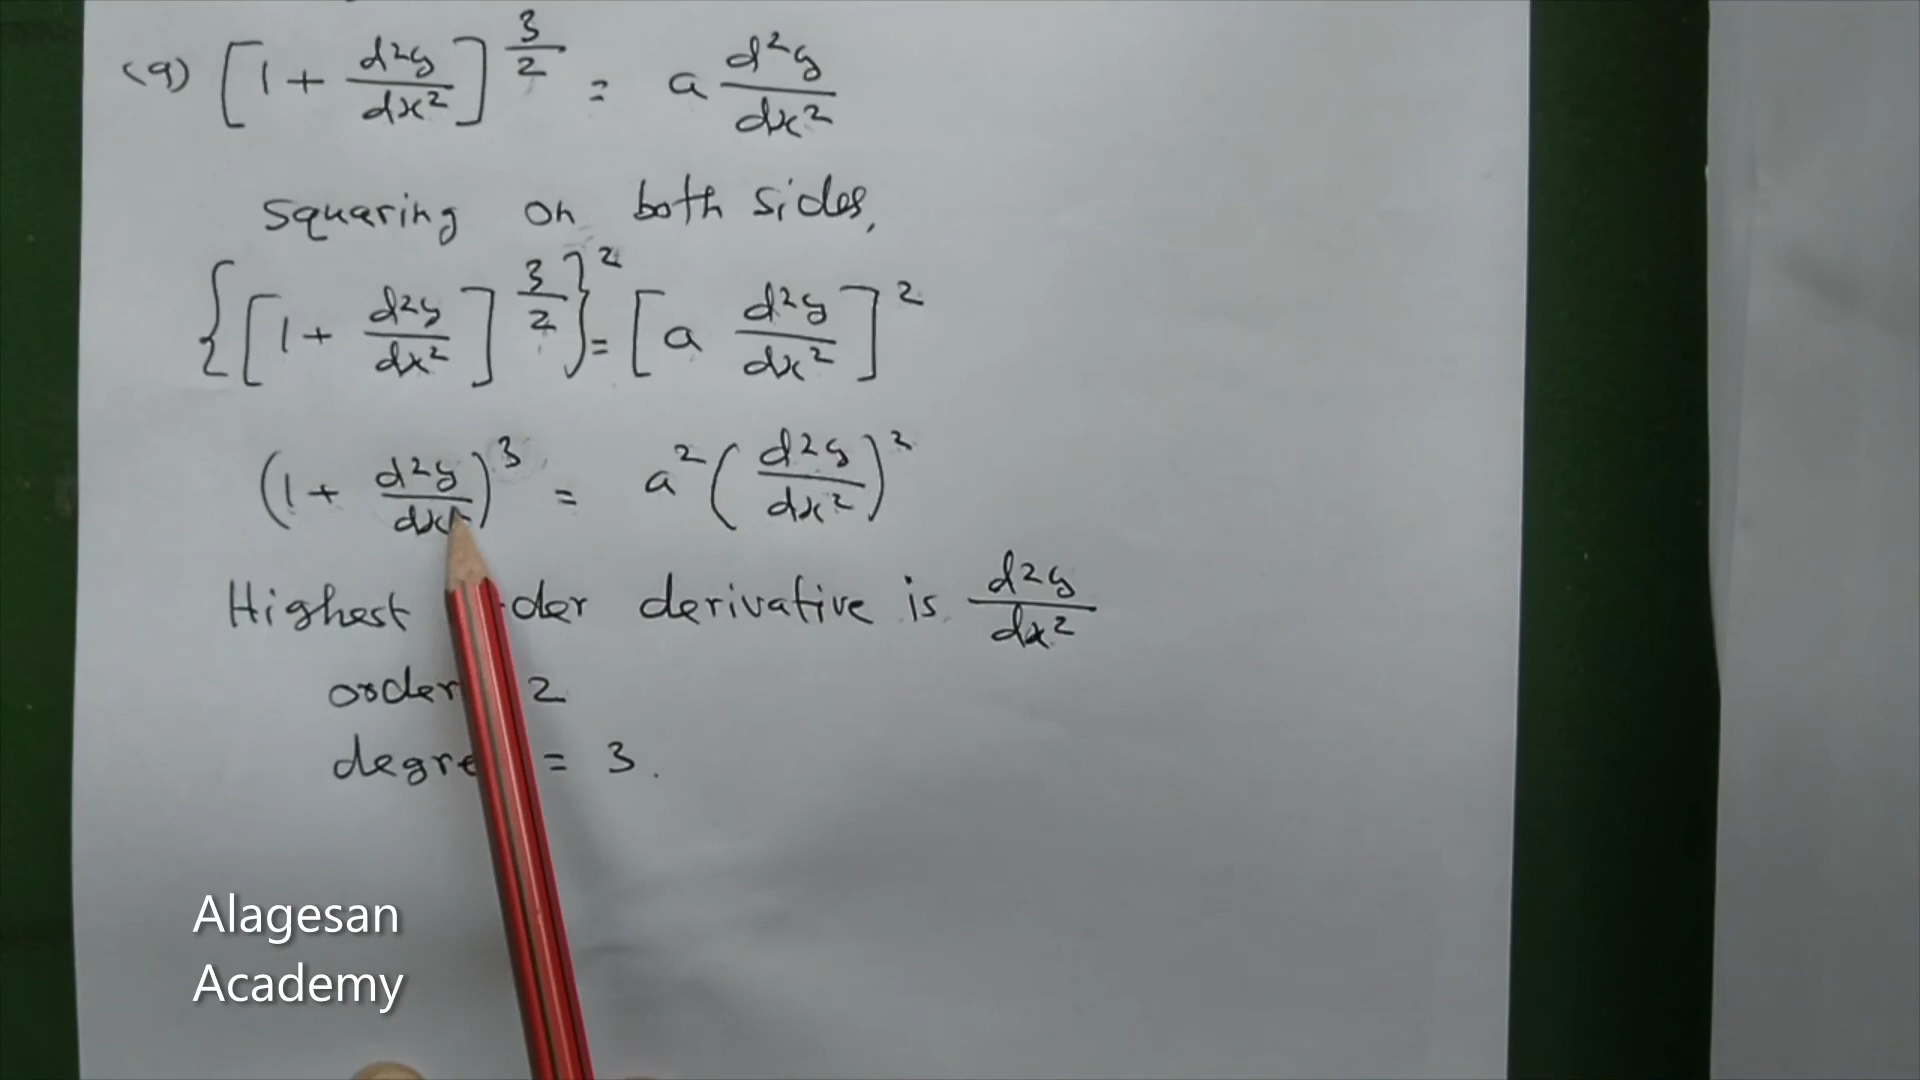 (9) [1 + d²y/dx²]^3/2 = a d²y/dx²
Squaring on both sides,
{[1 + d²y/dx²]^3/2}² = [a d²y/dx²]²
(1 + d²y/dx²)³ = a² (d²y/dx²)²
Highest derivative is d²y/dx²
order 2
= 3.
Alagesan
Academy